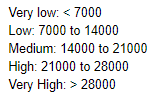 Very low: < 7000
Low: 7000 to 14000
Medium: 14000 to 21000
High: 21000 to 28000
Very High: > 28000